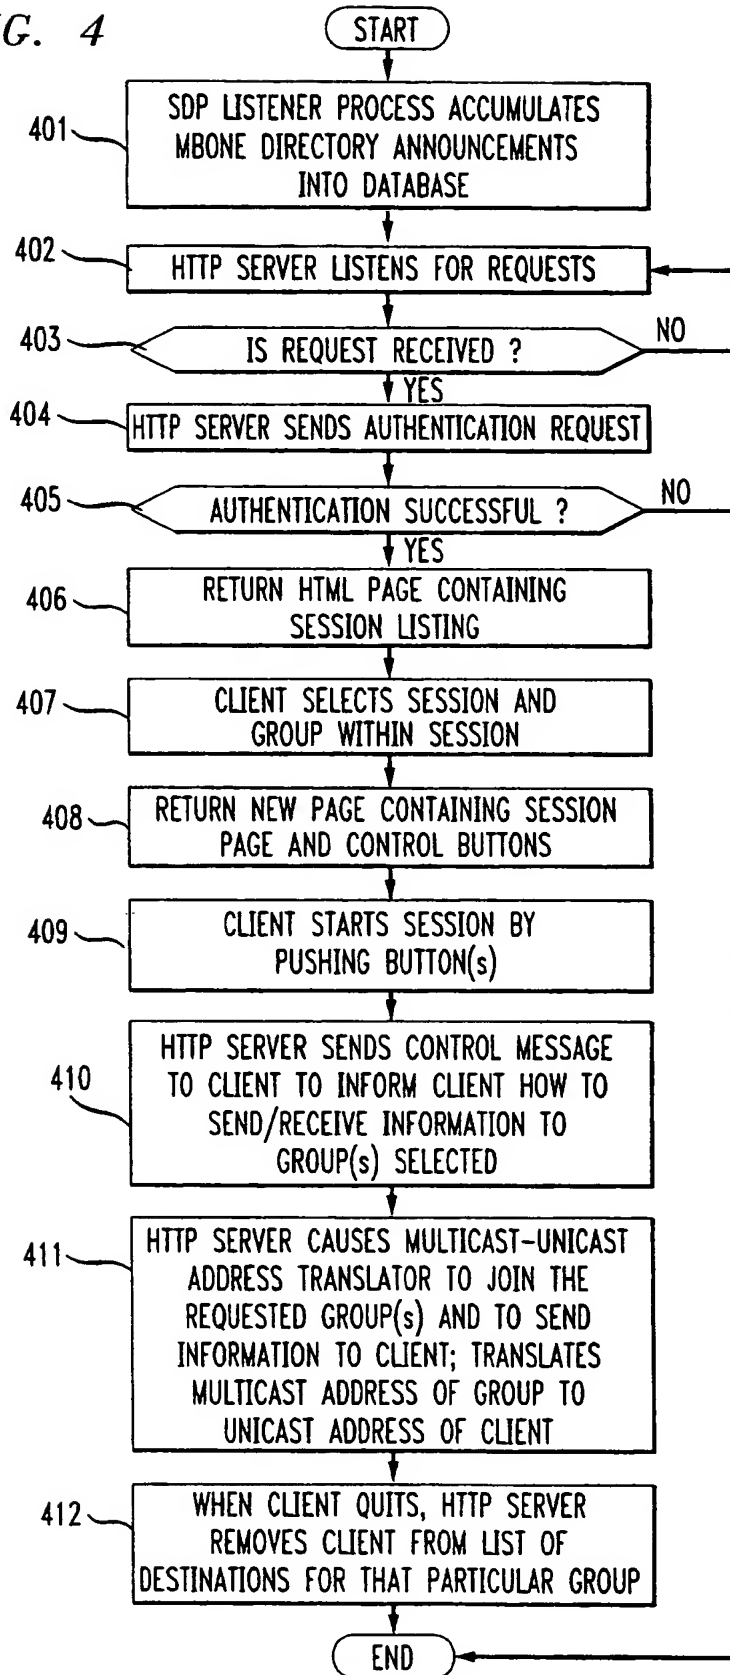 G. 4
START
401
SDP LISTENER PROCESS ACCUMULATES
MBONE DIRECTORY ANNOUNCEMENTS
INTO DATABASE
402
HTTP SERVER LISTENS FOR REQUESTS
403
IS REQUEST RECEIVED ?
NO
YES
404
HTTP SERVER SENDS AUTHENTICATION REQUEST
405
AUTHENTICATION SUCCESSFUL ?
NO
YES
406
RETURN HTML PAGE CONTAINING
SESSION LISTING
407
CLIENT SELECTS SESSION AND
GROUP WITHIN SESSION
408
RETURN NEW PAGE CONTAINING SESSION
PAGE AND CONTROL BUTTONS
409
CLIENT STARTS SESSION BY
PUSHING BUTTON(s)
410
HTTP SERVER SENDS CONTROL MESSAGE
TO CLIENT TO INFORM CLIENT HOW TO
SEND/RECEIVE INFORMATION TO
GROUP(s) SELECTED
411
HTTP SERVER CAUSES MULTICAST-UNICAST
ADDRESS TRANSLATOR TO JOIN THE
REQUESTED GROUP(s) AND TO SEND
INFORMATION TO CLIENT; TRANSLATES
MULTICAST ADDRESS OF GROUP TO
UNICAST ADDRESS OF CLIENT
412
WHEN CLIENT QUITS, HTTP SERVER
REMOVES CLIENT FROM LIST OF
DESTINATIONS FOR THAT PARTICULAR GROUP
END